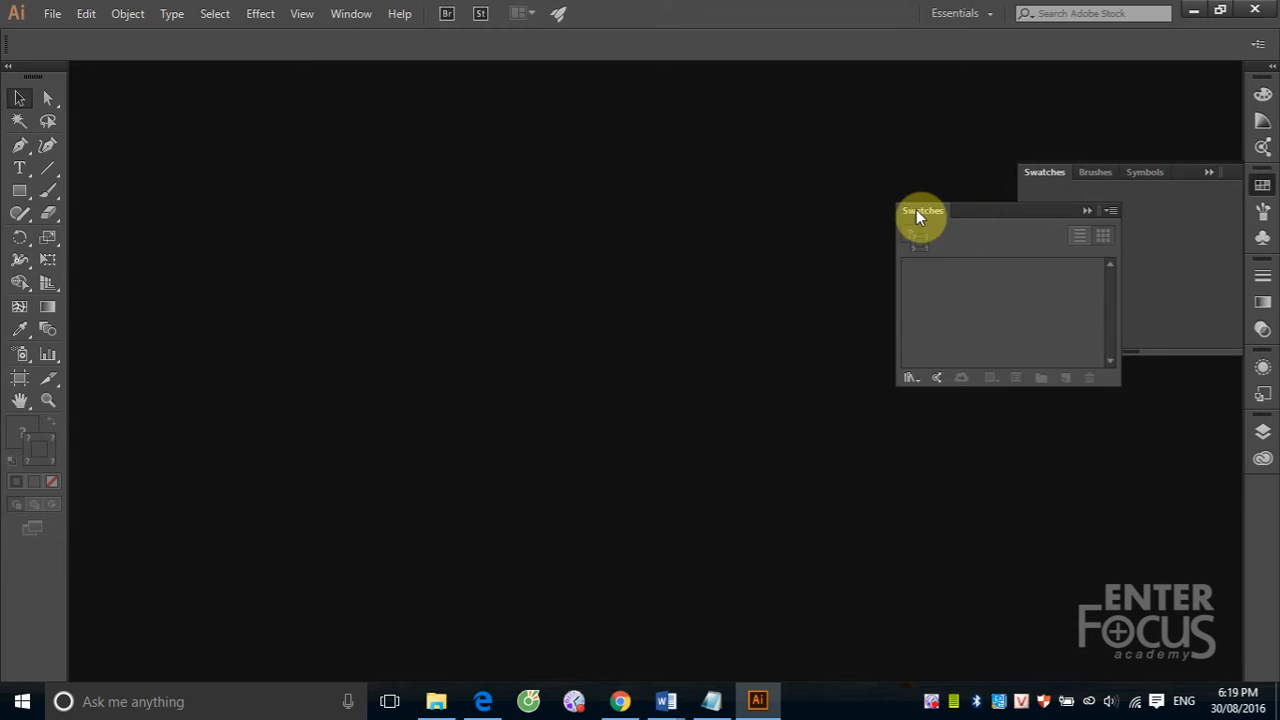 Ai File Edit Object Type Select Effect View Window Help Br St Essentials Search Adobe Stock
Swatches Brushes Symbols
Swatches
T
? ?
? ?
?
ENTER
FOCUS
academy
Ask me anything
Ai
V
ENG
6:19 PM
30/08/2016